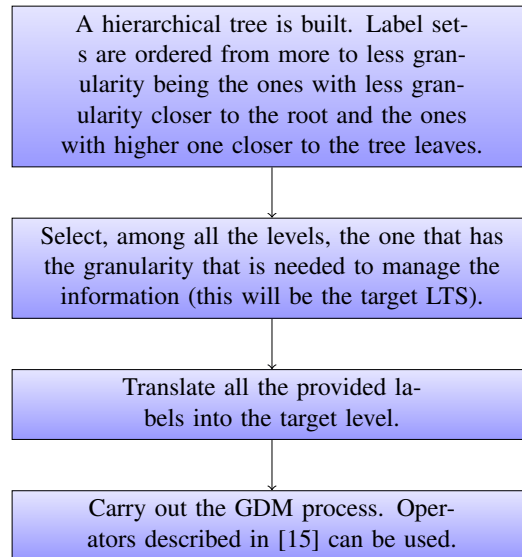 A hierarchical tree is built. Label set-
s are ordered from more to less gran-
ularity being the ones with less gran-
ularity closer to the root and the ones
with higher one closer to the tree leaves.
Select, among all the levels, the one that has
the granularity that is needed to manage the
information (this will be the target LTS).
Translate all the provided la-
bels into the target level.
Carry out the GDM process. Oper-
ators described in [15] can be used.